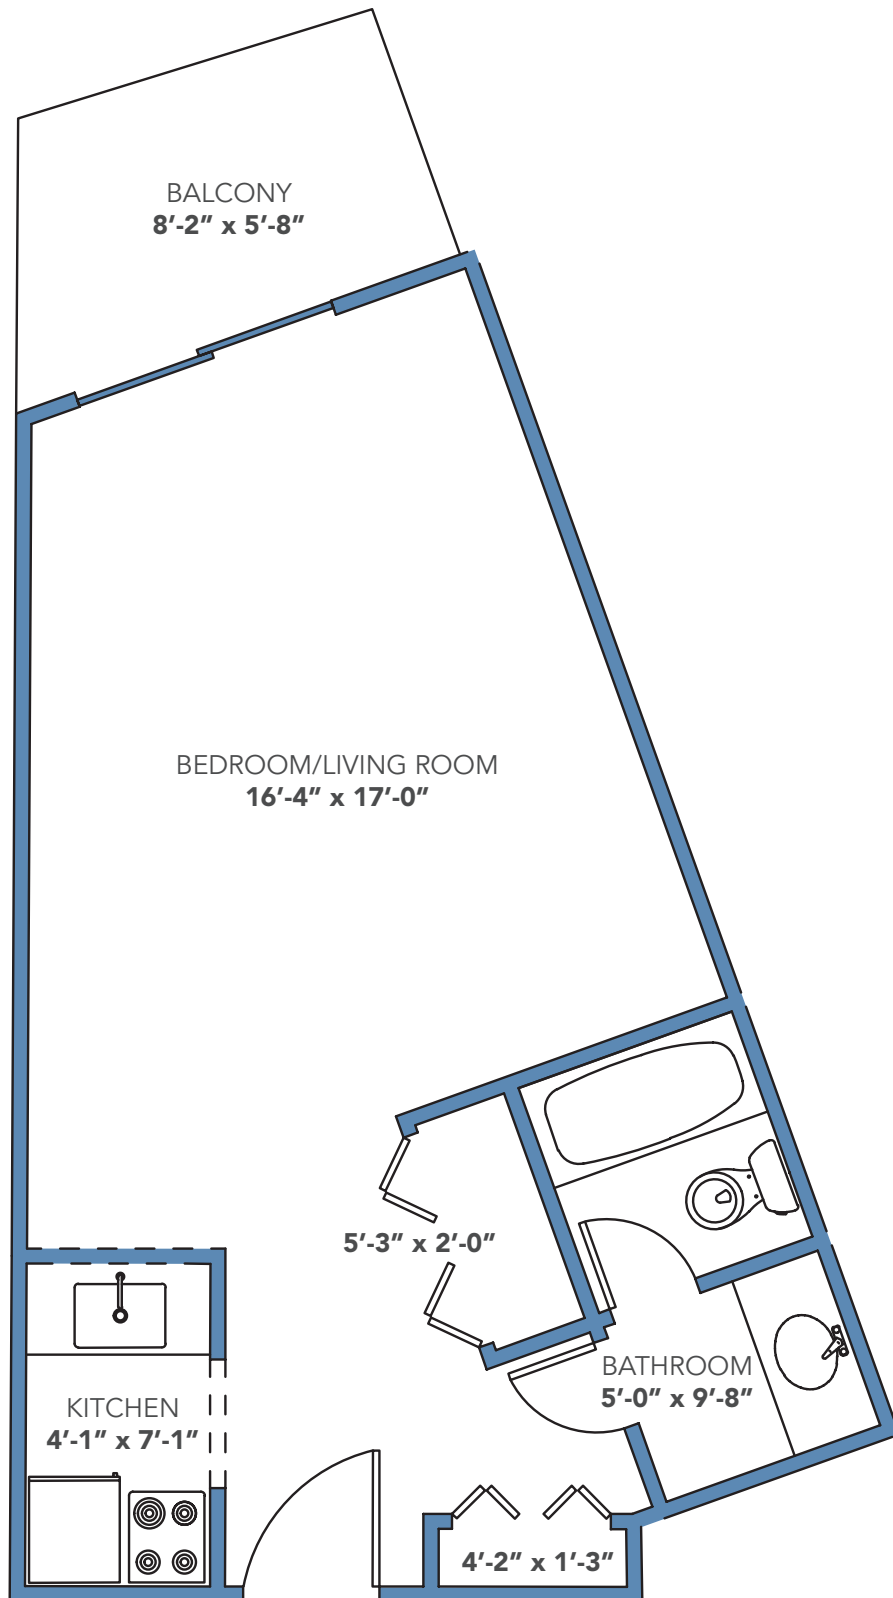 BALCONY
8′-2″ x 5′-8″
BEDROOM/LIVING ROOM
16′-4″ x 17′-0″
5′-3″ x 2′-0″
BATHROOM
5′-0″ x 9′-8″
KITCHEN
4′-1″ x 7′-1″
4′-2″ x 1′-3″